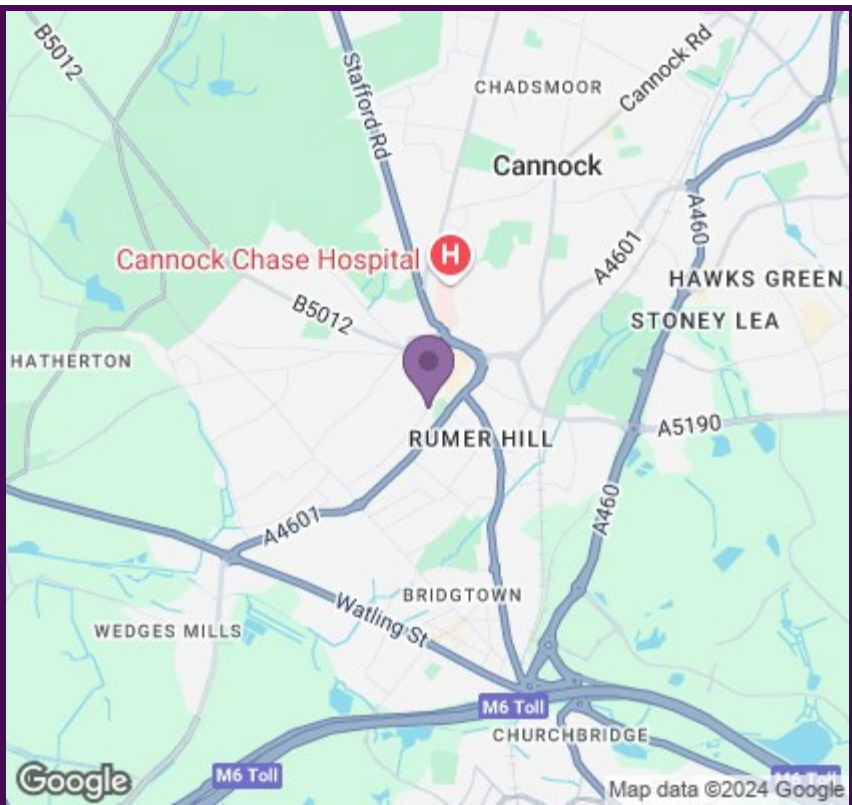 B5012
Stafford Rd
CHADSMOOR
Cannock Rd
Cannock
A460
Cannock Chase Hospital H
A4601
HAWKS GREEN
B5012
STONEY LEA
HATHERTON
A5190
RUMER HILL
A460
A4601
BRIDGTOWN
Watling St
WEDGES MILLS
M6 Toll
CHURCHBRIDGE
M6 Toll
M6 Toll
Google
Map data ©2024 Google